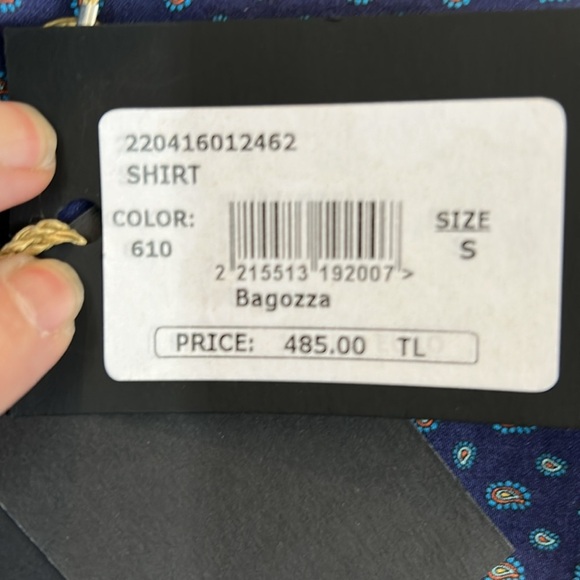 220416012462
SHIRT
COLOR:
610
SIZE
S
2 215513 192007 >
Bagozza
PRICE: 485.00 TL